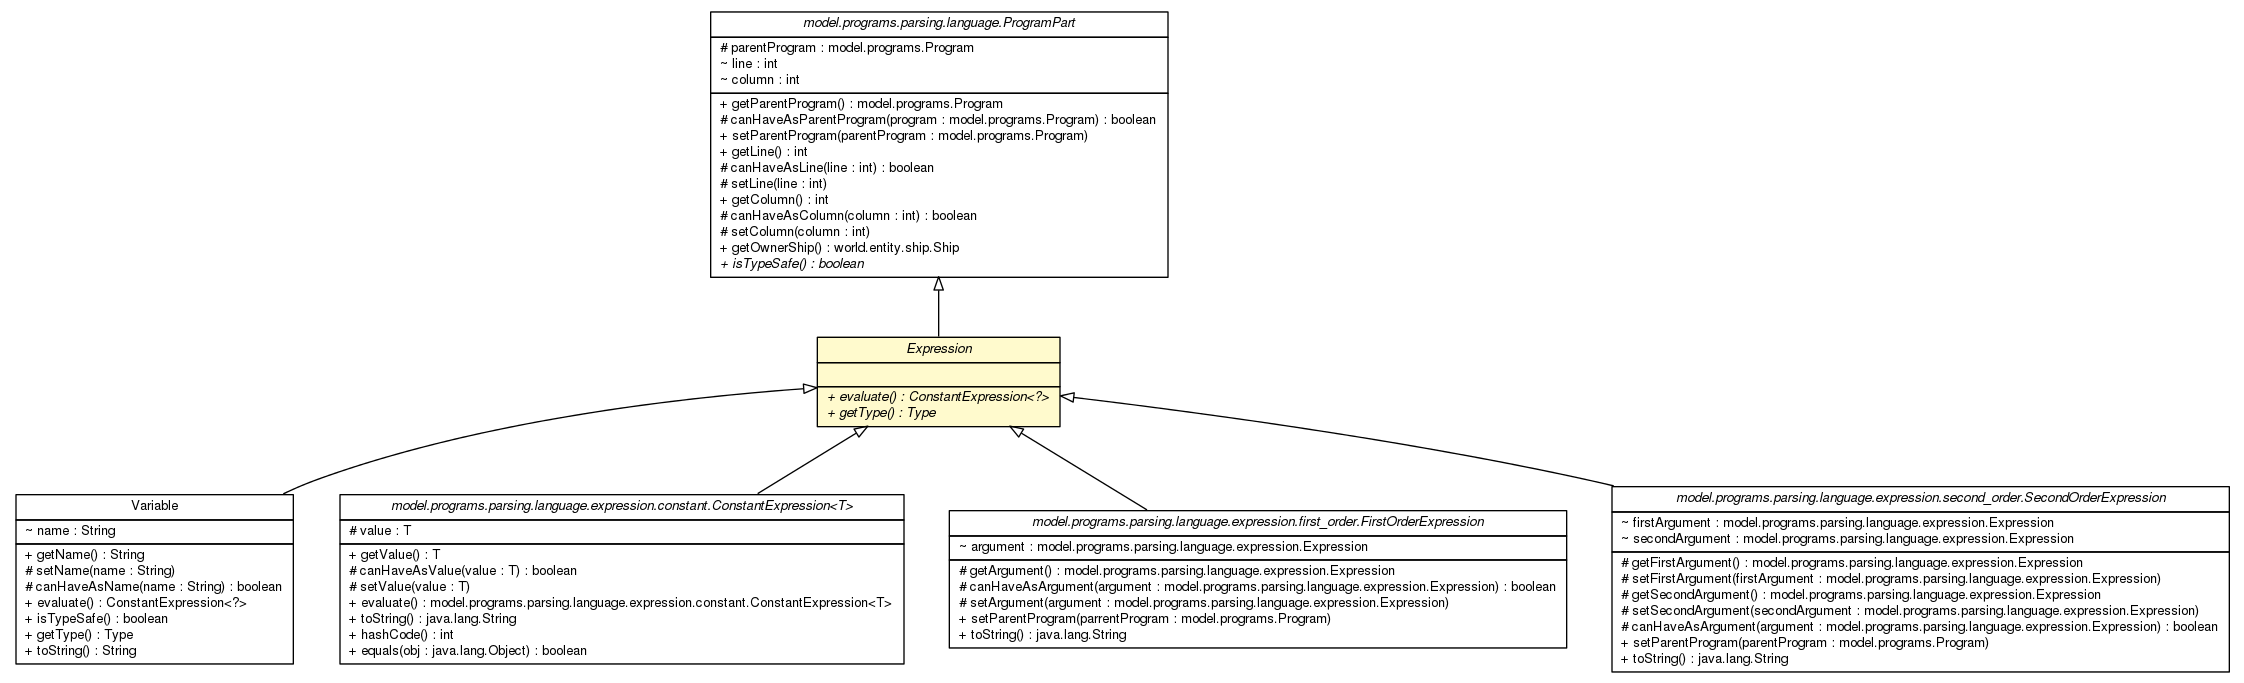 model.programs.parsing.language.ProgramPart
# parentProgram : model.programs.Program
~ line : int
~ column : int
+ getParentProgram() : model.programs.Program
# canHaveAsParentProgram(program : model.programs.Program) : boolean
+ setParentProgram(parentProgram : model.programs.Program)
+ getLine() : int
# canHaveAsLine(line : int) : boolean
# setLine(line : int)
+ getColumn() : int
# canHaveAsColumn(column : int) : boolean
# setColumn(column : int)
+ getOwnerShip() : world.entity.ship.Ship
+ isTypeSafe() : boolean
Expression
+ evaluate() : ConstantExpression<?>
+ getType() : Type
Variable
~ name : String
+ getName() : String
# setName(name : String)
# canHaveAsName(name : String) : boolean
+ evaluate() : ConstantExpression<?>
+ isTypeSafe() : boolean
+ getType() : Type
+ toString() : String
model.programs.parsing.language.expression.constant.ConstantExpression<T>
# value : T
+ getValue() : T
# canHaveAsValue(value : T) : boolean
# setValue(value : T)
+ evaluate() : model.programs.parsing.language.expression.constant.ConstantExpression<T>
+ toString() : java.lang.String
+ hashCode() : int
+ equals(obj : java.lang.Object) : boolean
model.programs.parsing.language.expression.first_order.FirstOrderExpression
~ argument : model.programs.parsing.language.expression.Expression
# getArgument() : model.programs.parsing.language.expression.Expression
# canHaveAsArgument(argument : model.programs.parsing.language.expression.Expression) : boolean
# setArgument(argument : model.programs.parsing.language.expression.Expression)
+ setParentProgram(parrentProgram : model.programs.Program)
+ toString() : java.lang.String
model.programs.parsing.language.expression.second_order.SecondOrderExpression
~ firstArgument : model.programs.parsing.language.expression.Expression
~ secondArgument : model.programs.parsing.language.expression.Expression
# getFirstArgument() : model.programs.parsing.language.expression.Expression
# setFirstArgument(firstArgument : model.programs.parsing.language.expression.Expression)
# getSecondArgument() : model.programs.parsing.language.expression.Expression
# setSecondArgument(secondArgument : model.programs.parsing.language.expression.Expression)
# canHaveAsArgument(argument : model.programs.parsing.language.expression.Expression) : boolean
+ setParentProgram(parentProgram : model.programs.Program)
+ toString() : java.lang.String